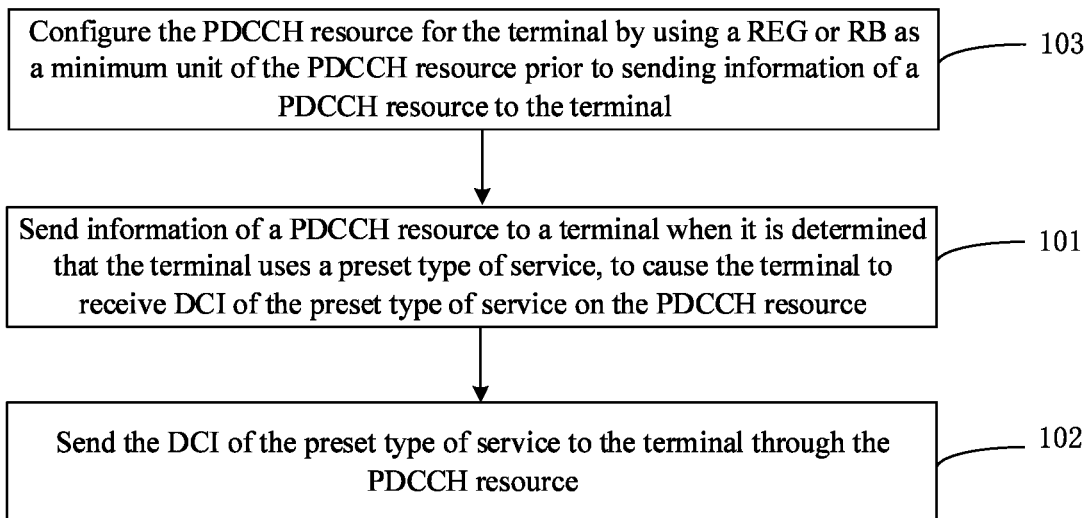 Configure the PDCCH resource for the terminal by using a REG or RB as
a minimum unit of the PDCCH resource prior to sending information of a
PDCCH resource to the terminal
103
Send information of a PDCCH resource to a terminal when it is determined
that the terminal uses a preset type of service, to cause the terminal to
receive DCI of the preset type of service on the PDCCH resource
101
Send the DCI of the preset type of service to the terminal through the
PDCCH resource
102